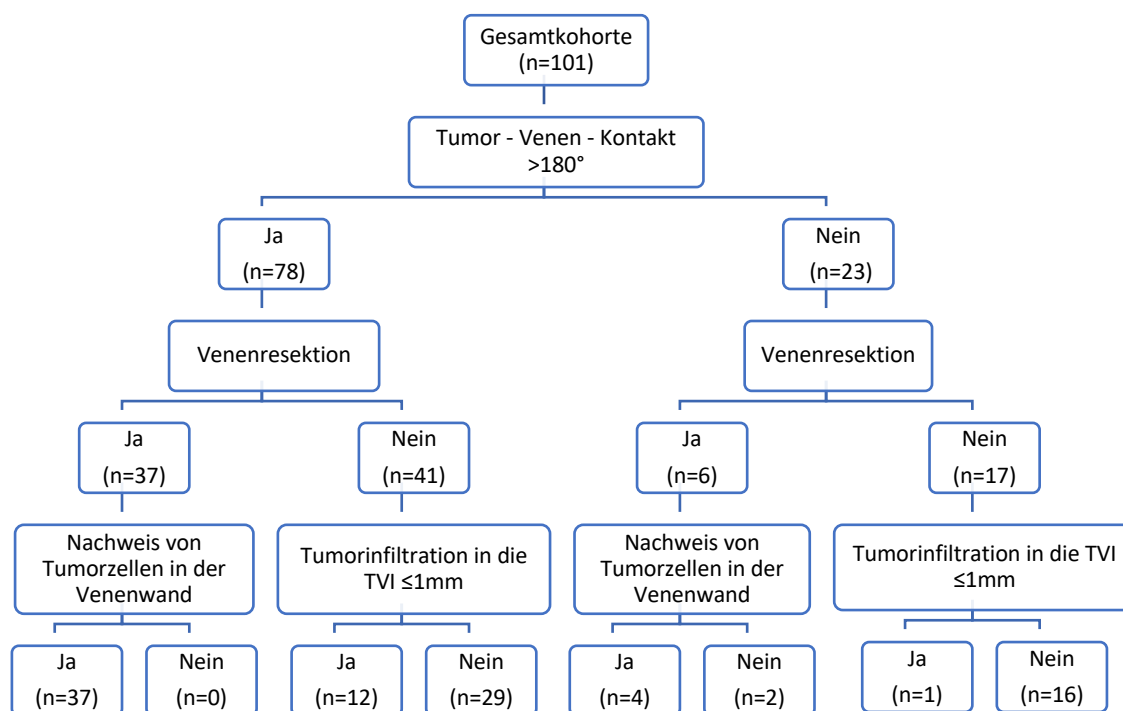 Gesamtkohorte
(n=101)
Tumor - Venen - Kontakt
>180°
Ja
(n=78)
Nein
(n=23)
Venenresektion
Venenresektion
Ja
(n=37)
Nein
(n=41)
Ja
(n=6)
Nein
(n=17)
Nachweis von
Tumorzellen in der
Venenwand
Tumorinfiltration in die
TVI ≤1mm
Nachweis von
Tumorzellen in der
Venenwand
Tumorinfiltration in die TVI
≤1mm
Ja
(n=37)
Nein
(n=0)
Ja
(n=12)
Nein
(n=29)
Ja
(n=4)
Nein
(n=2)
Ja
(n=1)
Nein
(n=16)